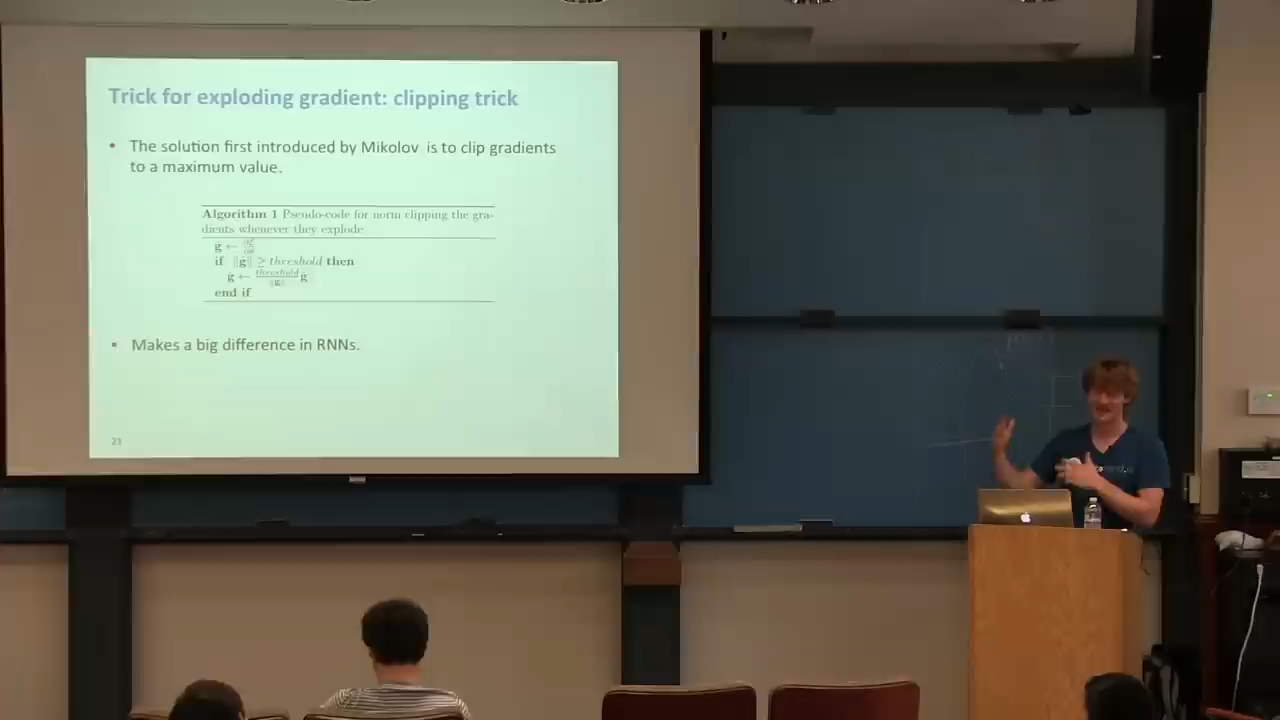 Trick for exploding gradient: clipping trick
• The solution first introduced by Mikolov is to clip gradients
to a maximum value.
Algorithm 1 Pseudo-code for norm clipping the gra-
dients whenever they explode
if ‖ĝ‖ ≥ threshold then
ĝ ← threshold/‖ĝ‖ ĝ
end if
• Makes a big difference in RNNs.
21